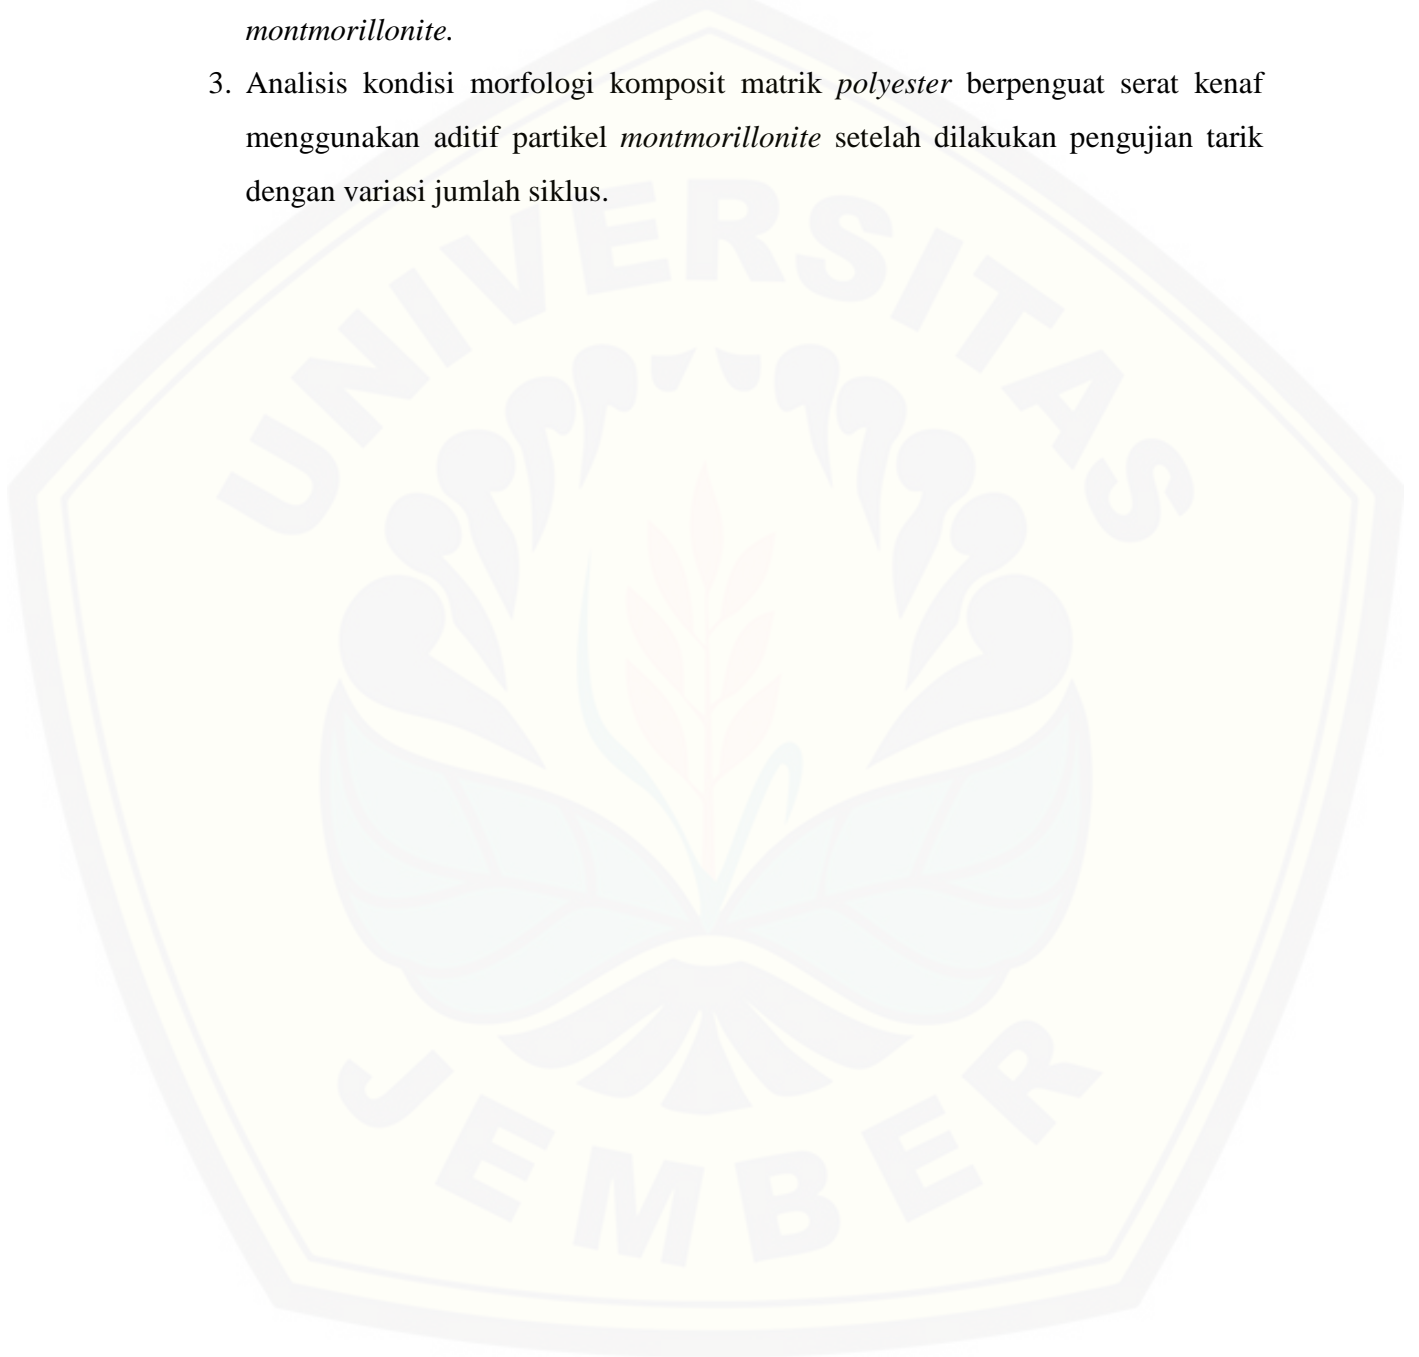 montmorillonite.
3. Analisis kondisi morfologi komposit matrik polyester berpenguat serat kenaf
menggunakan aditif partikel montmorillonite setelah dilakukan pengujian tarik
dengan variasi jumlah siklus.
UNIVERSITAS
JEMBER